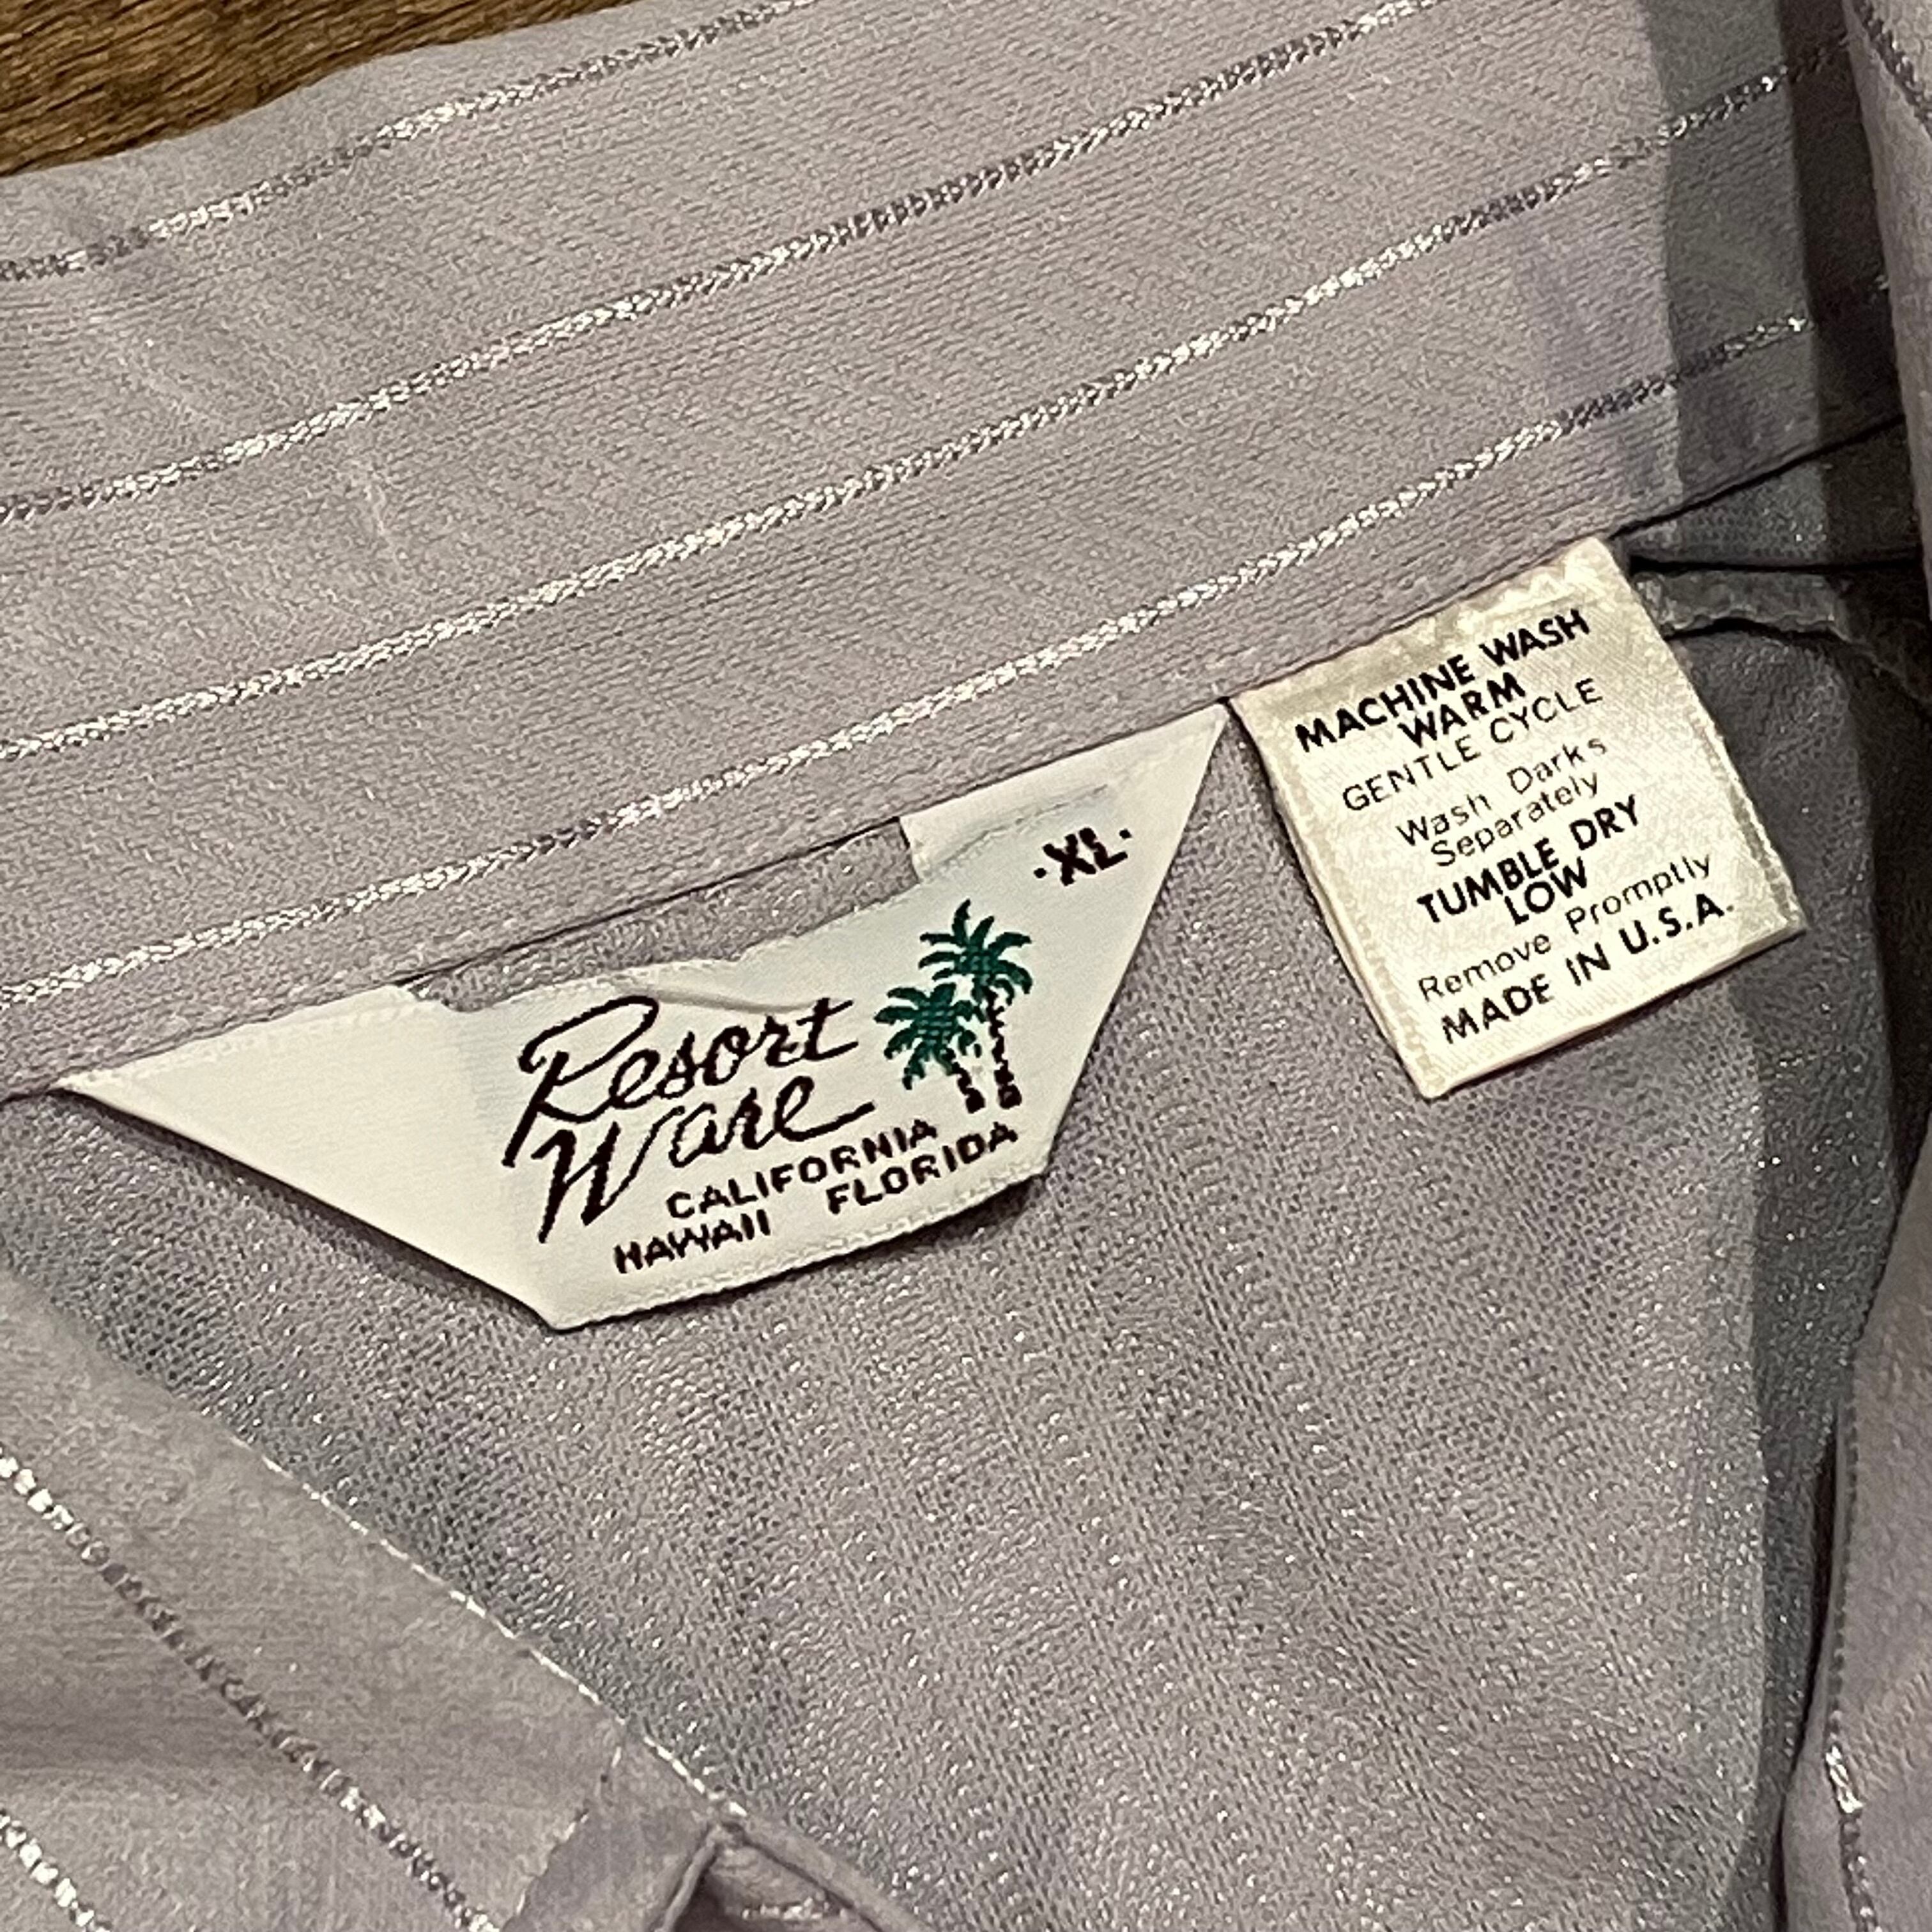 ·XL·
Resort
Ware
CALIFORNIA
HAWAII FLORIDA
MACHINE WASH
WARM
GENTLE CYCLE
Wash Darks
Separately
TUMBLE DRY
LOW
Remove Promptly
MADE IN U.S.A.